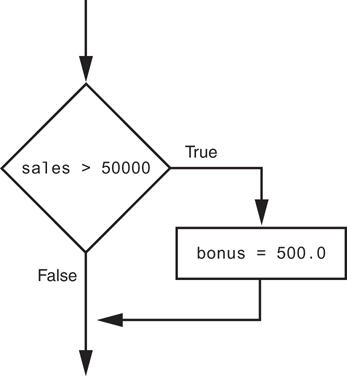 True
sales > 50000
bonus = 500.0
False